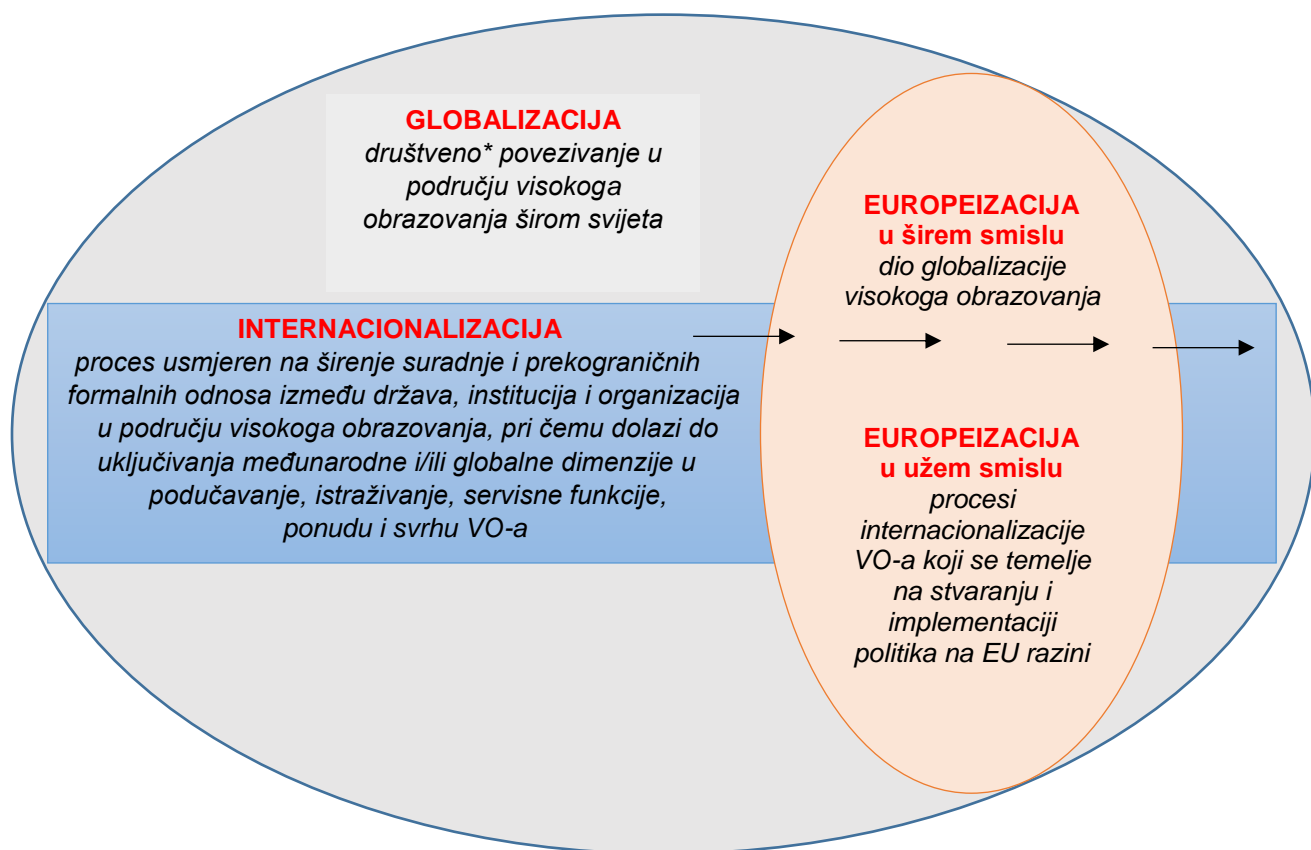 GLOBALIZACIJA
društveno* povezivanje u
području visokoga
obrazovanja širom svijeta
EUROPEIZACIJA
u širem smislu
dio globalizacije
visokoga obrazovanja
INTERNACIONALIZACIJA
proces usmjeren na širenje suradnje i prekograničnih
formalnih odnosa između država, institucija i organizacija
u području visokoga obrazovanja, pri čemu dolazi do
uključivanja međunarodne i/ili globalne dimenzije u
podučavanje, istraživanje, servisne funkcije,
ponudu i svrhu VO-a
EUROPEIZACIJA
u užem smislu
procesi
internacionalizacije
VO-a koji se temelje
na stvaranju i
implementaciji
politika na EU razini